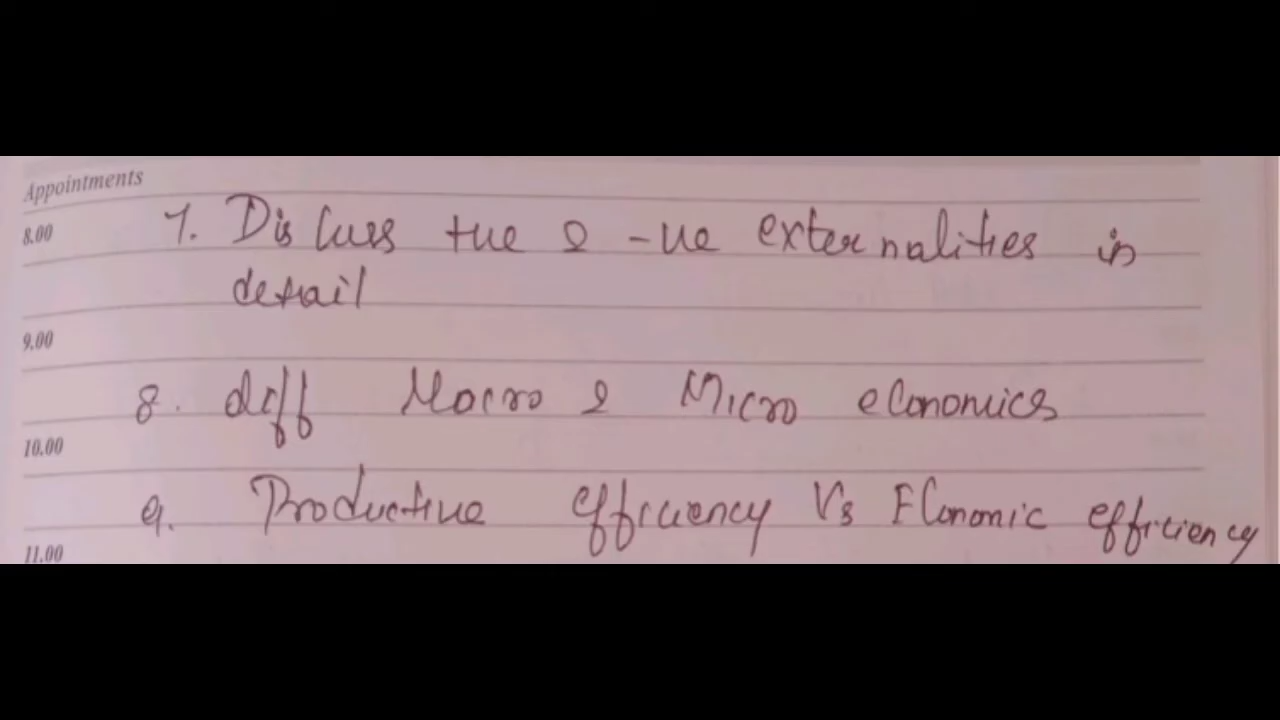 Appointments
8.00 7. Discuss +ve & -ve externalities in
detail
9.00
8. diff Macro & Micro economics
10.00
9. Productive efficiency Vs Economic efficiency
11.00